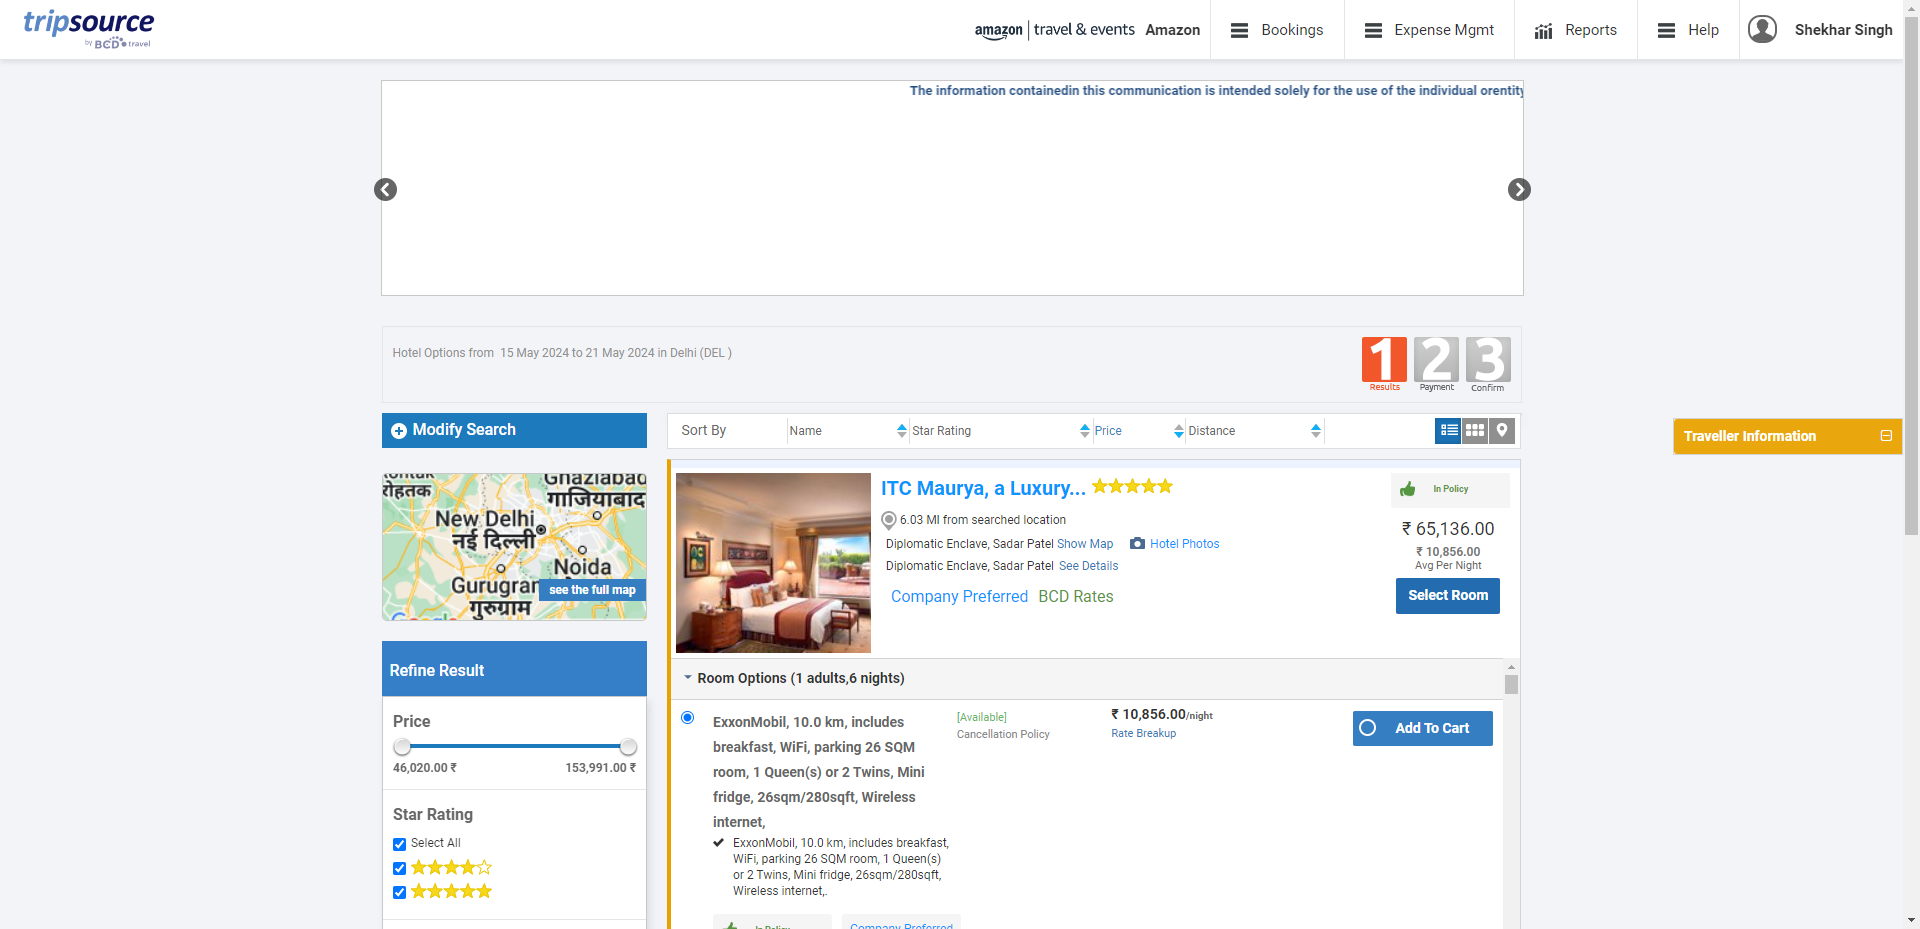 tripsource
by BCD travel
amazon | travel & events Amazon
Bookings
Expense Mgmt
Reports
Help
Shekhar Singh
The information containedin this communication is intended solely for the use of the individual orentity
Hotel Options from 15 May 2024 to 21 May 2024 in Delhi (DEL )
1 2 3
Results Payment Confirm
Modify Search
Sort By Name Star Rating Price Distance
Traveller Information
रोहतक
Ghaziabad
गाजियाबाद
New Delhi
नई दिल्ली
Noida
Gurugram
गुरुग्राम
see the full map
Google
ITC Maurya, a Luxury...
6.03 MI from searched location
Diplomatic Enclave, Sadar Patel Show Map Hotel Photos
Diplomatic Enclave, Sadar Patel See Details
Company Preferred BCD Rates
In Policy
₹ 65,136.00
₹ 10,856.00
Avg Per Night
Select Room
Refine Result
Price
46,020.00 ₹ 153,991.00 ₹
Star Rating
Select All
Room Options (1 adults,6 nights)
ExxonMobil, 10.0 km, includes
breakfast, WiFi, parking 26 SQM
room, 1 Queen(s) or 2 Twins, Mini
fridge, 26sqm/280sqft, Wireless
internet,
[Available]
Cancellation Policy
₹ 10,856.00/night
Rate Breakup
Add To Cart
ExxonMobil, 10.0 km, includes breakfast,
WiFi, parking 26 SQM room, 1 Queen(s)
or 2 Twins, Mini fridge, 26sqm/280sqft,
Wireless internet,.
In Policy
Company Preferred